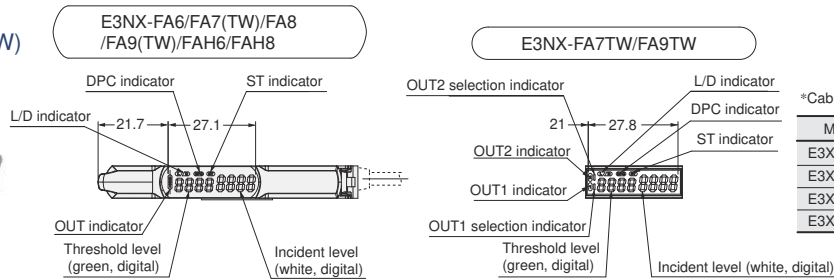 W)
E3NX-FA6/FA7(TW)/FA8
/FA9(TW)/FAH6/FAH8
DPC indicator
ST indicator
L/D indicator
21.7
27.1
OUT indicator
Threshold level
(green, digital)
Incident level
(white, digital)
E3NX-FA7TW/FA9TW
OUT2 selection indicator
L/D indicator
DPC indicator
21
27.8
ST indicator
OUT2 indicator
OUT1 indicator
OUT1 selection indicator
Threshold level
(green, digital)
Incident level (white, digital)
*Cab
M
E3X
E3X
E3X
E3X